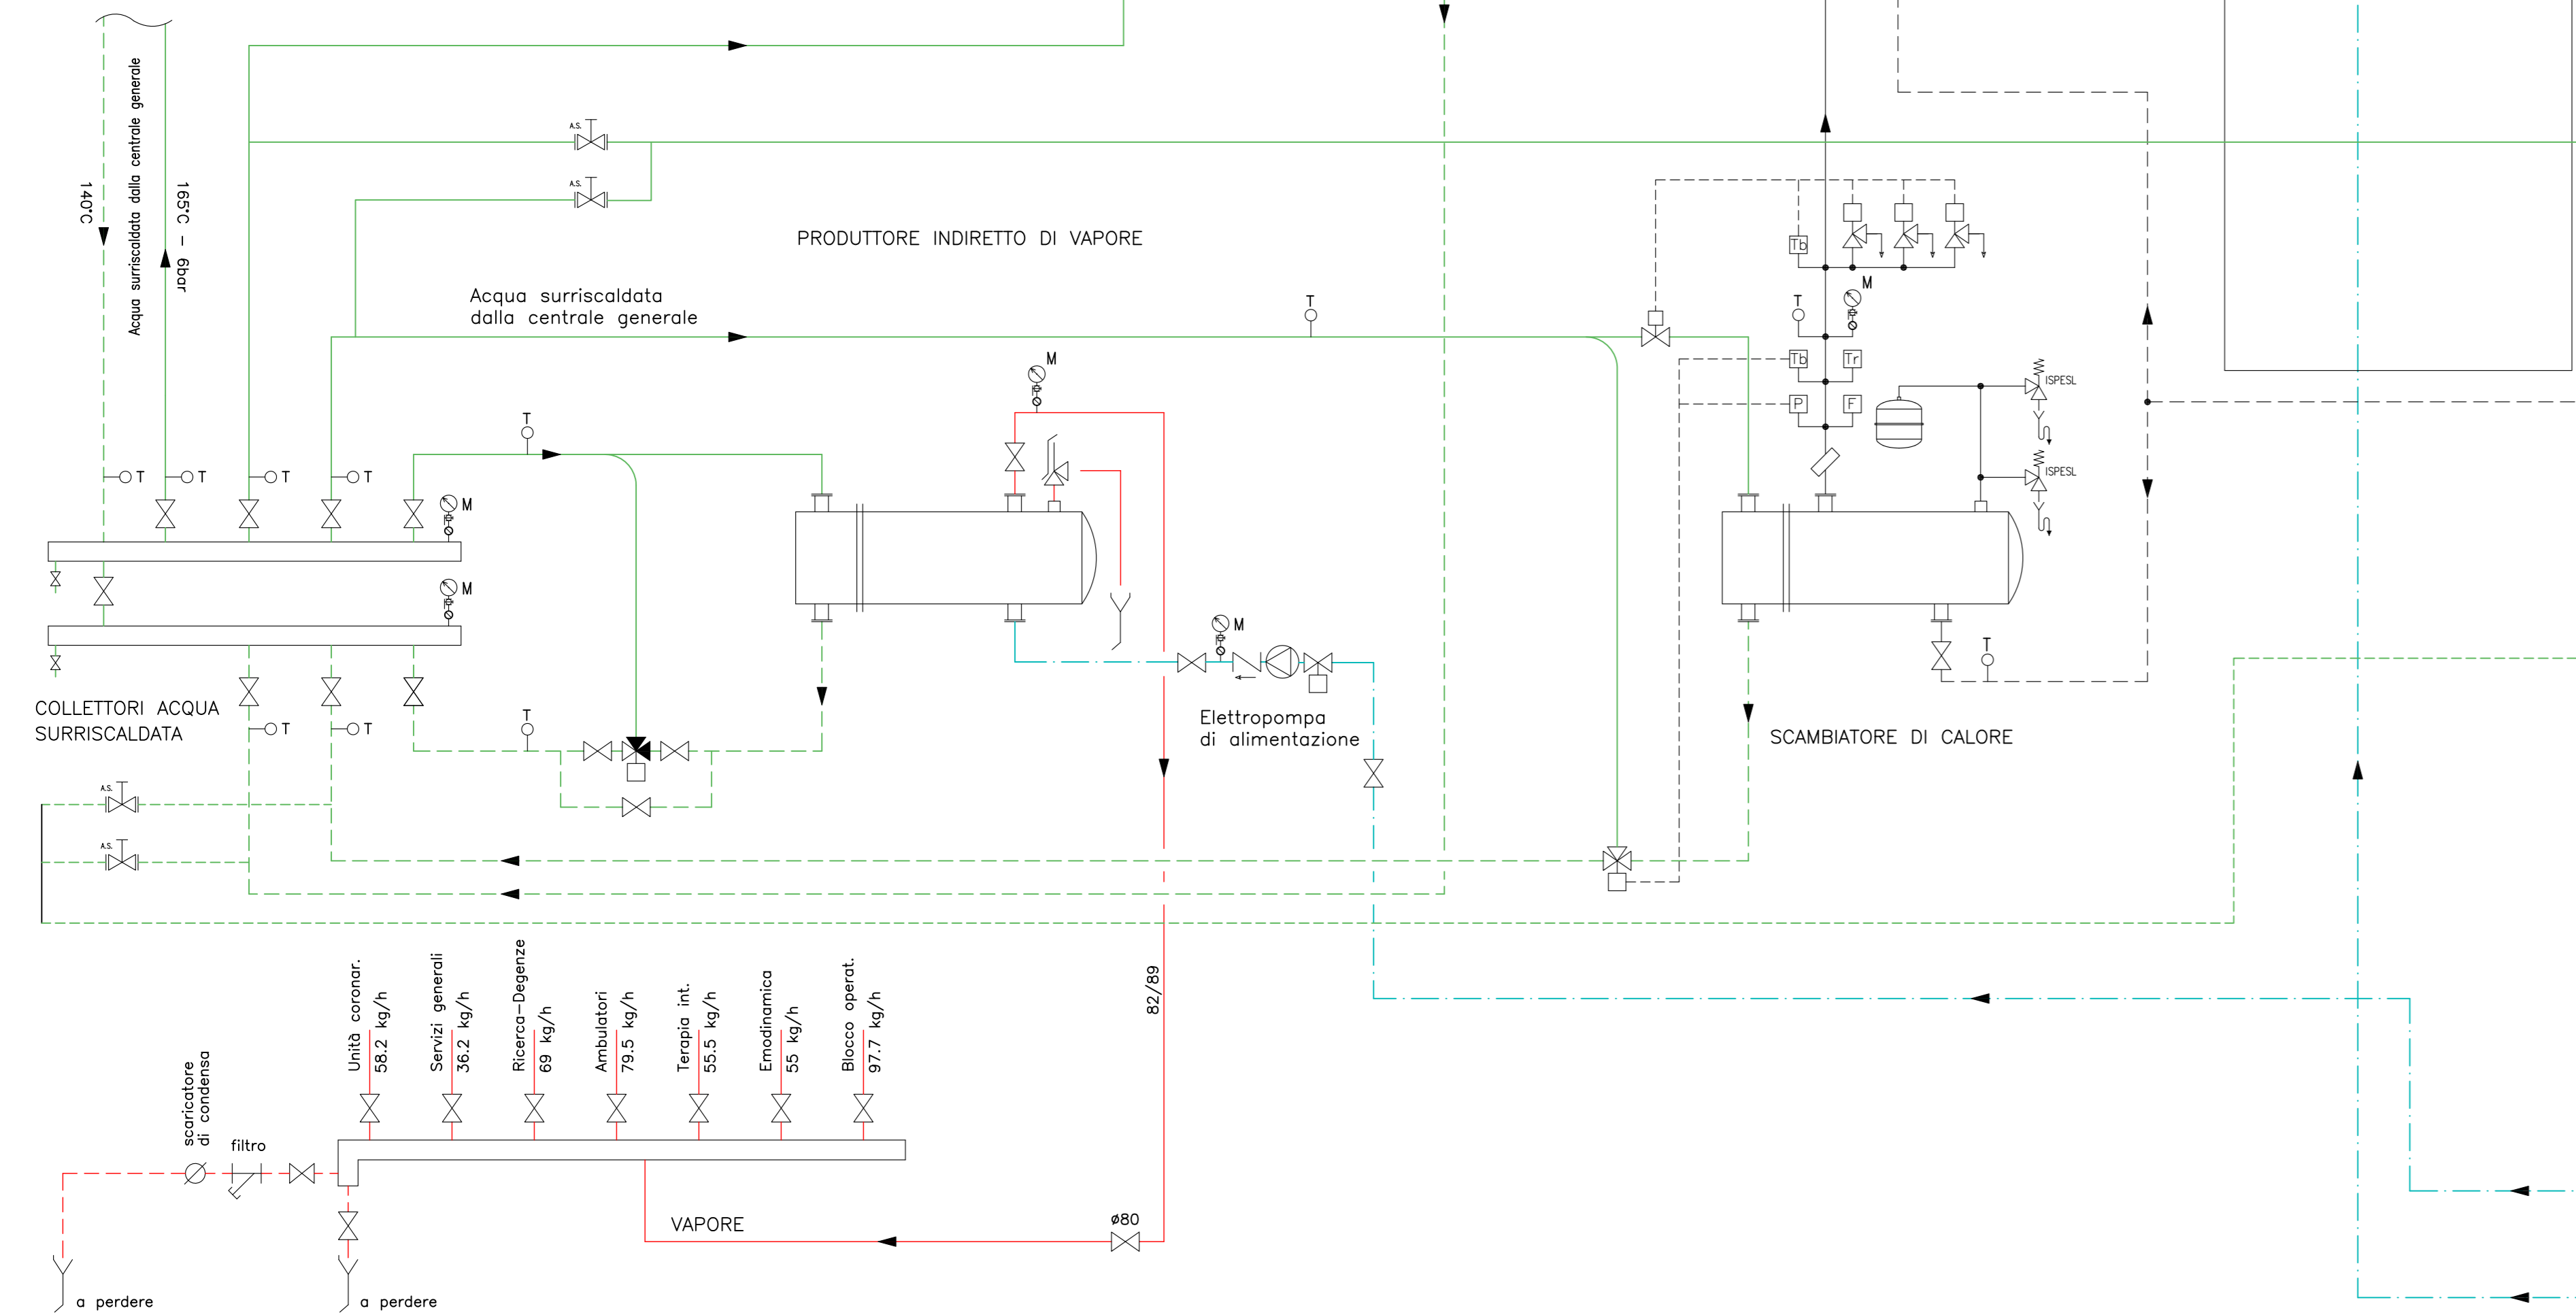 140°C
Acqua surriscaldata dalla centrale generale
165°C - 6bar
A.S.
A.S.
PRODUTTORE INDIRETTO DI VAPORE
Acqua surriscaldata
dalla centrale generale
T
Tb
T
M
Tb
Tr
P
F
ISPESL
ISPESL
M
T
T
T
T
T
M
M
M
T
COLLETTORI ACQUA
SURRISCALDATA
T
T
T
Elettropompa
di alimentazione
SCAMBIATORE DI CALORE
A.S.
A.S.
Unità coronar.
58.2 kg/h
Servizi generali
36.2 kg/h
Ricerca-Degenze
69 kg/h
Ambulatori
79.5 kg/h
Terapia int.
55.5 kg/h
Emodinamica
55 kg/h
Blocco operat.
97.7 kg/h
82/89
scaricatore
di condensa
filtro
VAPORE
ø80
a perdere
a perdere